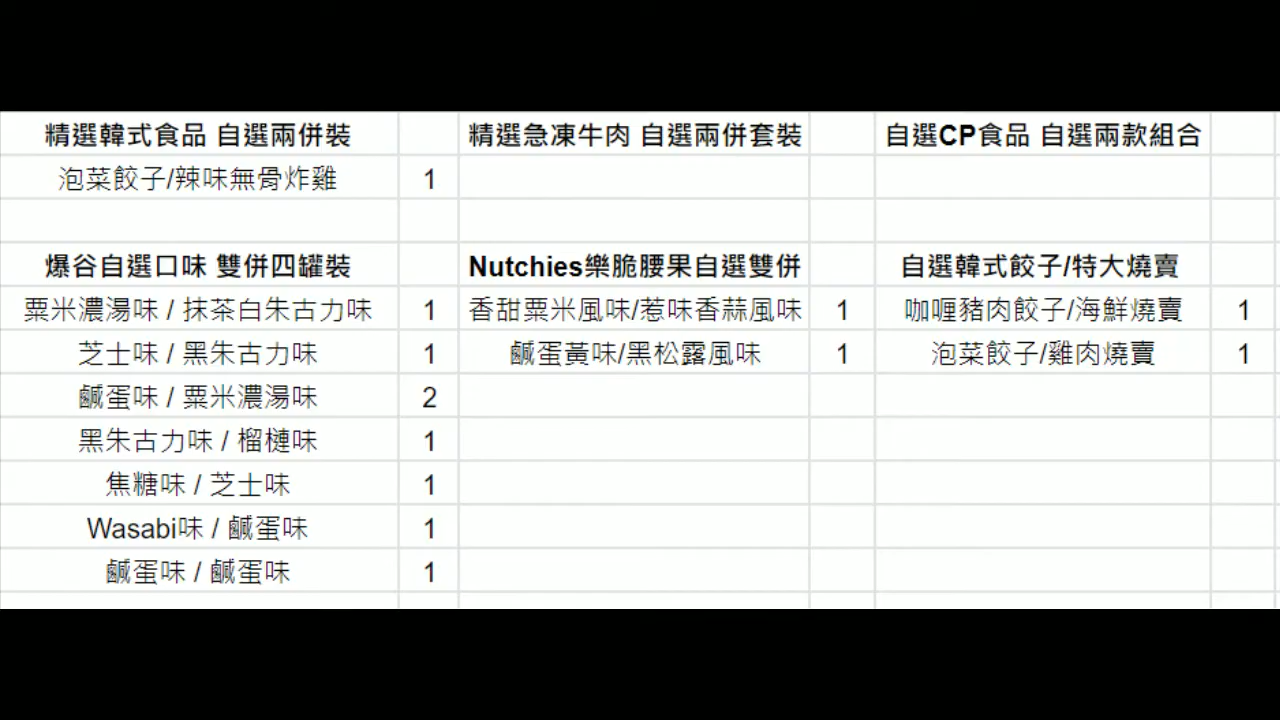 精選韓式食品 自選兩併裝 精選急凍牛肉 自選兩併套裝 自選CP食品 自選兩款組合
泡菜餃子/辣味無骨炸雞 1
爆谷自選口味 雙併四罐裝 Nutchies樂脆腰果自選雙併 自選韓式餃子/特大燒賣
粟米濃湯味 / 抹茶白朱古力味 1 香甜粟米風味/惹味香蒜風味 1 咖喱豬肉餃子/海鮮燒賣 1
芝士味 / 黑朱古力味 1 鹹蛋黃味/黑松露風味 1 泡菜餃子/雞肉燒賣 1
鹹蛋味 / 粟米濃湯味 2
黑朱古力味 / 榴槤味 1
焦糖味 / 芝士味 1
Wasabi味 / 鹹蛋味 1
鹹蛋味 / 鹹蛋味 1